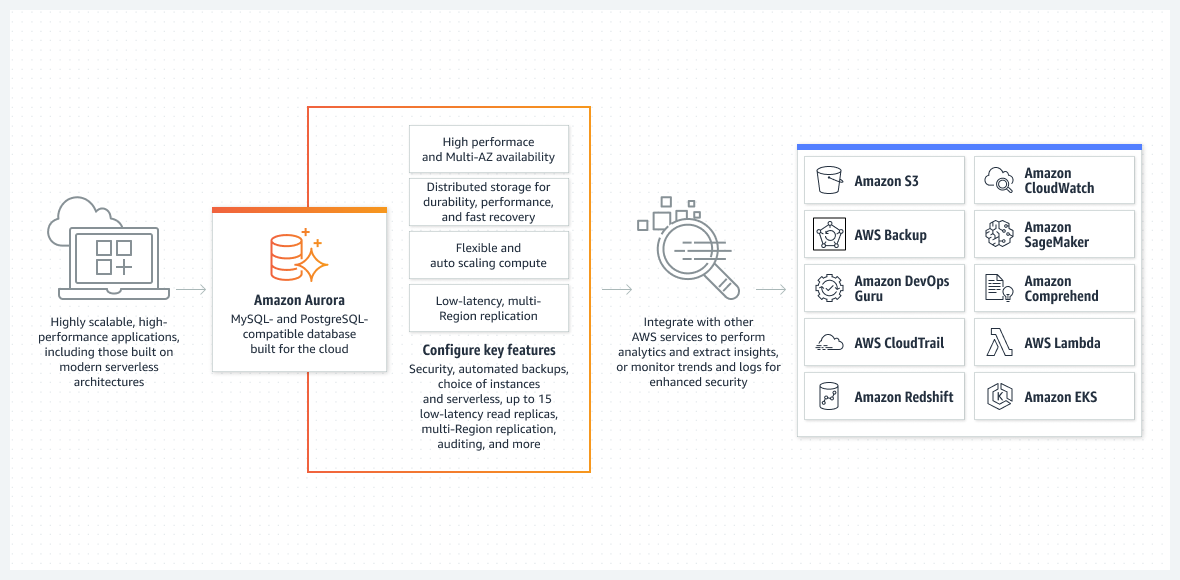 Highly scalable, high-
performance applications,
including those built on
modern serverless
architectures
Amazon Aurora
MySQL- and PostgreSQL-
compatible database
built for the cloud
High performace
and Multi-AZ availability
Distributed storage for
durability, performance,
and fast recovery
Flexible and
auto scaling compute
Low-latency, multi-
Region replication
Configure key features
Security, automated backups,
choice of instances
and serverless, up to 15
low-latency read replicas,
multi-Region replication,
auditing, and more
Integrate with other
AWS services to perform
analytics and extract insights,
or monitor trends and logs for
enhanced security
Amazon S3
Amazon
CloudWatch
AWS Backup
Amazon
SageMaker
Amazon DevOps
Guru
Amazon
Comprehend
AWS CloudTrail
AWS Lambda
Amazon Redshift
K
Amazon EKS